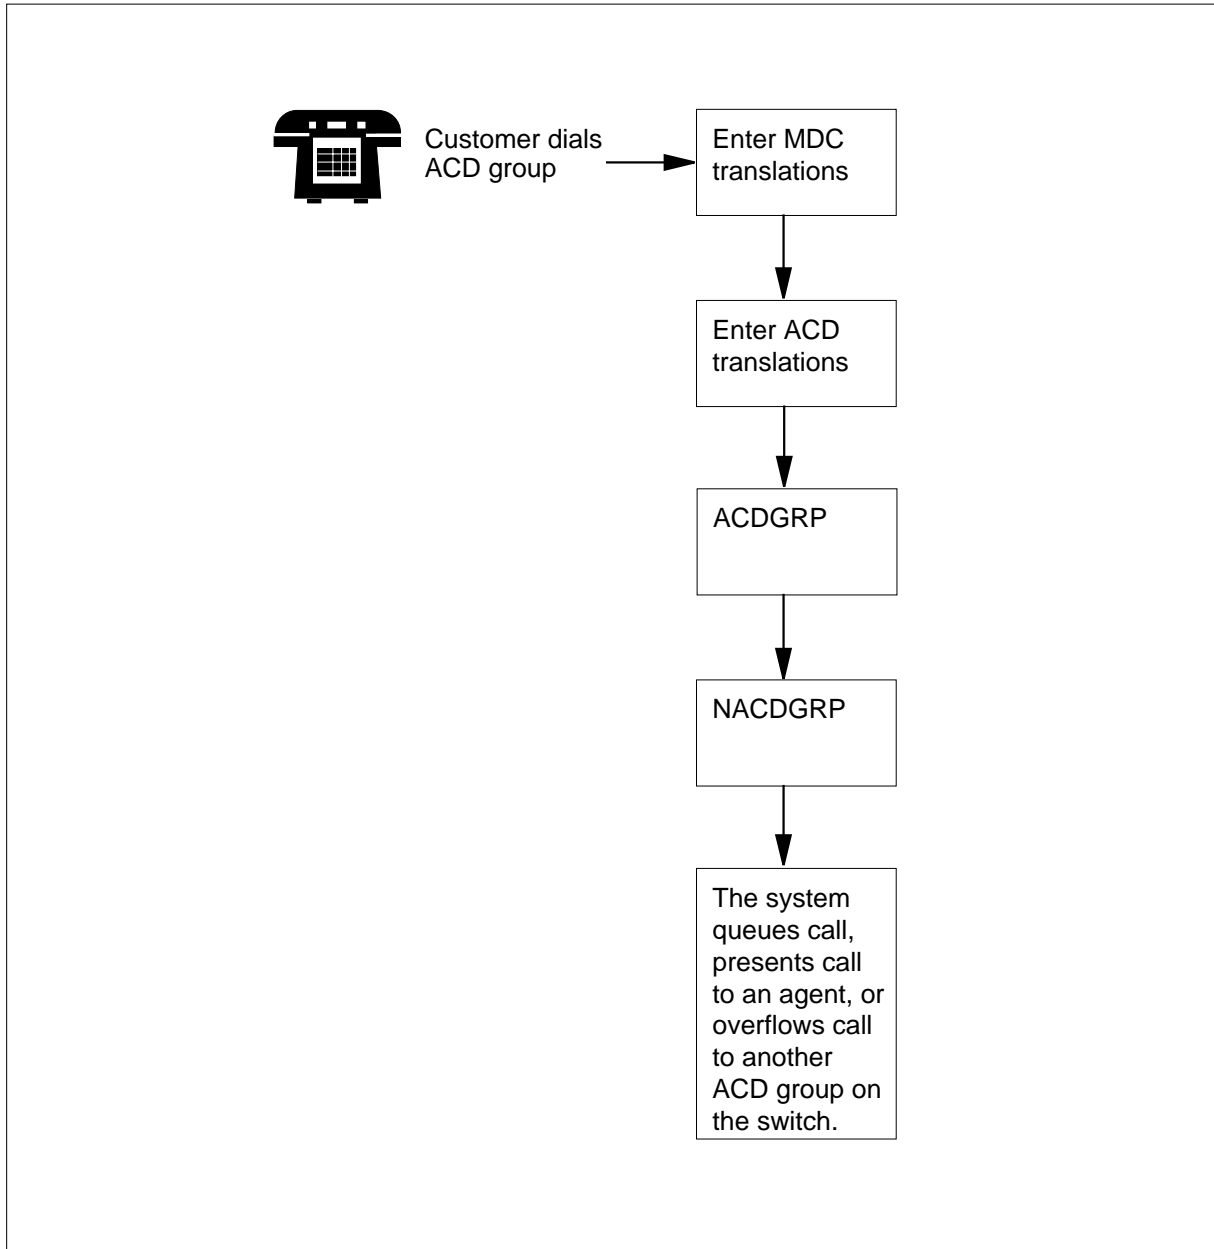 Customer dials
ACD group
Enter MDC
translations
Enter ACD
translations
ACDGRP
NACDGRP
The system
queues call,
presents call
to an agent, or
overflows call
to another
ACD group on
the switch.